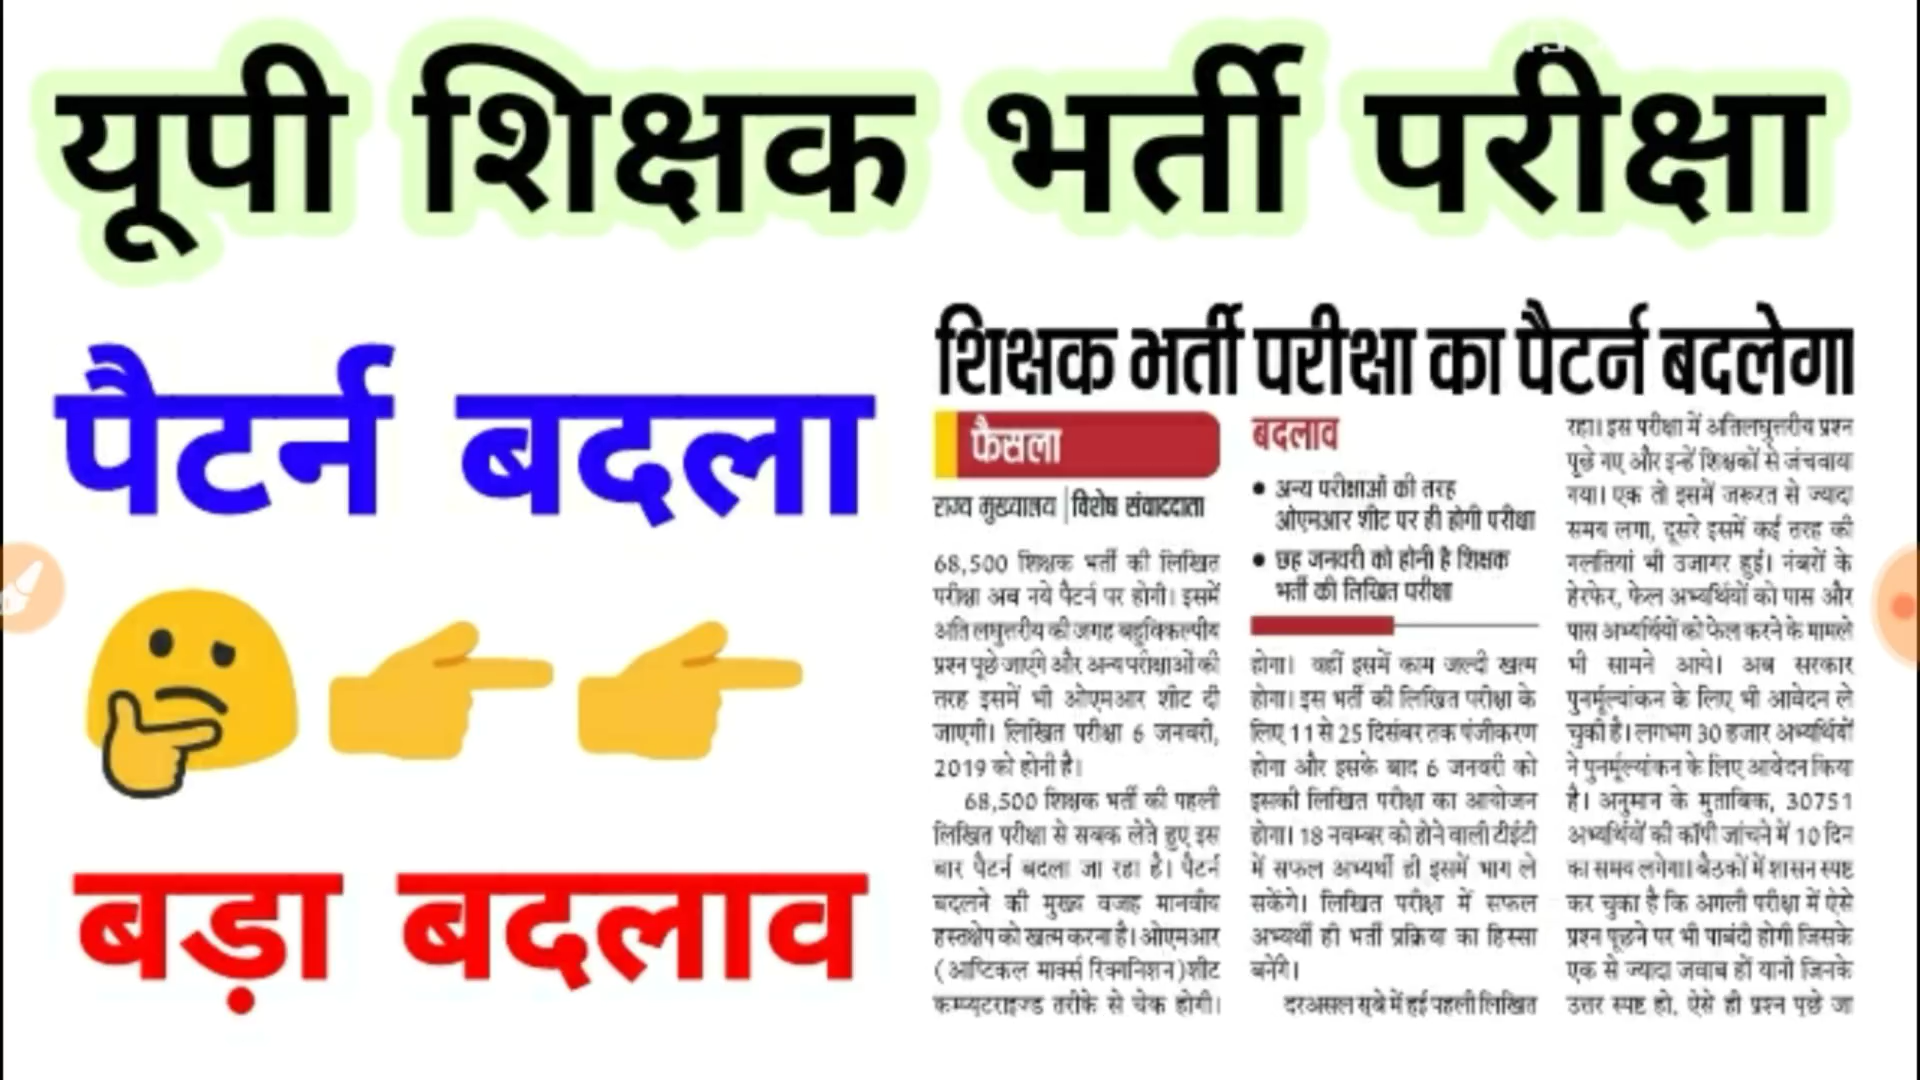 यूपी शिक्षक भर्ती परीक्षा
पैटर्न बदला
बड़ा बदलाव
शिक्षक भर्ती परीक्षा का पैटर्न बदलेगा
फैसला
राज्य मुख्यालय | विशेष संवाददाता
68,500 शिक्षक भर्ती की लिखित
परीक्षा अब नये पैटर्न पर होगी। इसमें
अति लघुत्तरीय की जगह बहुविकल्पीय
प्रश्न पूछे जाएंगे और अन्य परीक्षाओं की
तरह इसमें भी ओएमआर शीट दी
जाएगी। लिखित परीक्षा 6 जनवरी,
2019 को होनी है।
68,500 शिक्षक भर्ती की पहली
लिखित परीक्षा से सबक लेते हुए इस
बार पैटर्न बदला जा रहा है। पैटर्न
बदलने की मुख्य वजह मानवीय
हस्तक्षेप को खत्म करना है। ओएमआर
(आप्टिकल मार्क्स रिक्गनिशन) शीट
कम्प्यूटराइज्ड तरीके से चेक होगी।
बदलाव
● अन्य परीक्षाओं की तरह
ओएमआर शीट पर ही होगी परीक्षा
● छह जनवरी को होनी है शिक्षक
भर्ती की लिखित परीक्षा
होगा। वहीं इसमें काम जल्दी खत्म
होगा। इस भर्ती की लिखित परीक्षा के
लिए 11 से 25 दिसंबर तक पंजीकरण
होगा और इसके बाद 6 जनवरी को
इसकी लिखित परीक्षा का आयोजन
होगा। 18 नवम्बर को होने वाली टीईटी
में सफल अभ्यर्थी ही इसमें भाग ले
सकेंगे। लिखित परीक्षा में सफल
अभ्यर्थी ही भर्ती प्रक्रिया का हिस्सा
बनेंगे।
दरअसल सूबे में हुई पहली लिखित
रहा। इस परीक्षा में अतिलघुत्तरीय प्रश्न
पूछे गए और इन्हें शिक्षकों से जंचवाया
गया। एक तो इसमें जरूरत से ज्यादा
समय लगा, दूसरे इसमें कई तरह की
गलतियां भी उजागर हुईं। नंबरों के
हेरफेर, फेल अभ्यर्थियों को पास और
पास अभ्यर्थियों को फेल करने के मामले
भी सामने आये। अब सरकार
पुनर्मूल्यांकन के लिए भी आवेदन ले
चुकी है। लगभग 30 हजार अभ्यर्थियों
ने पुनर्मूल्यांकन के लिए आवेदन किया
है। अनुमान के मुताबिक, 30751
अभ्यर्थियों की कॉपी जांचने में 10 दिन
का समय लगेगा। बैठकों में शासन स्पष्ट
कर चुका है कि अगली परीक्षा में ऐसे
प्रश्न पूछने पर भी पाबंदी होगी जिसके
एक से ज्यादा जवाब हों यानी जिनके
उत्तर स्पष्ट हो, ऐसे ही प्रश्न पूछे जा